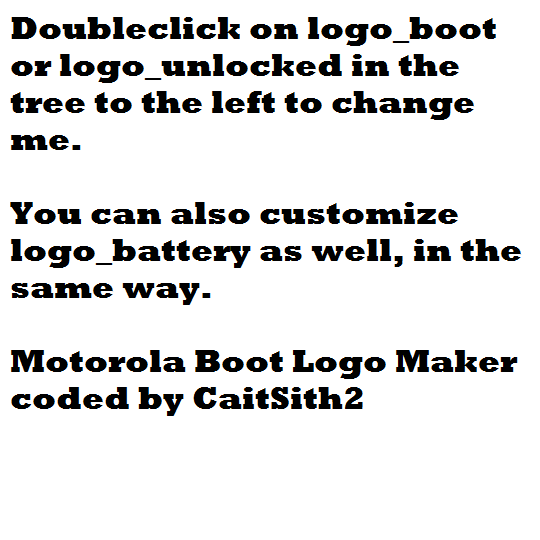 Doubleclick on logo_boot
or logo_unlocked in the
tree to the left to change
me.
You can also customize
logo_battery as well, in the
same way.
Motorola Boot Logo Maker
coded by CaitSith2